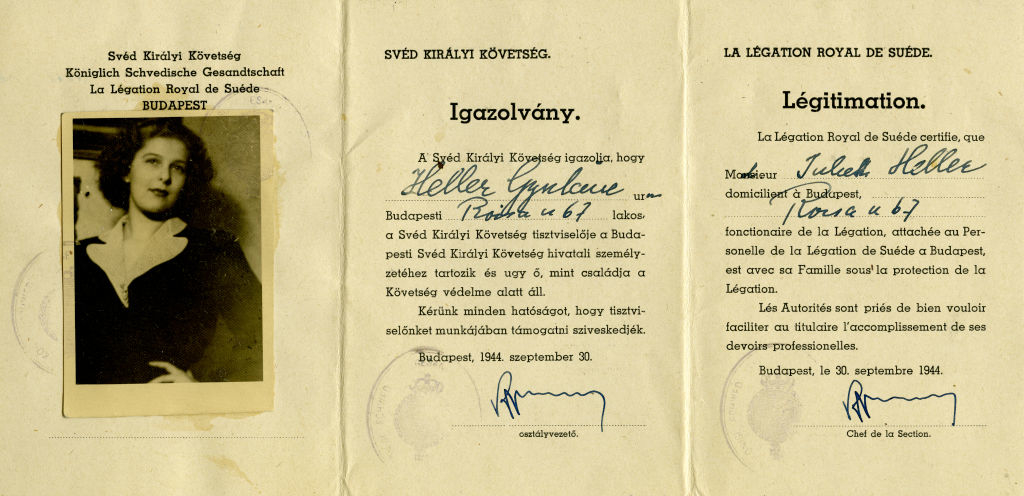 Svéd Királyi Követség
Königlich Schvedische Gesandtschaft
La Légation Royal de Suéde
BUDAPEST
SVÉD KIRÁLYI KÖVETSÉG.
Igazolvány.
A Svéd Királyi Követség igazolja, hogy
Heller ur
Budapesti Rózsa u 67 lakos,
a Svéd Királyi Követség tisztviselője a Buda-
pesti Svéd Királyi Követség hivatali személy-
zetéhez tartozik és ugy ő, mint családja a
Követség védelme alatt áll.
Kérünk minden hatóságot, hogy tisztvi-
selőnket munkájában támogatni sziveskedjék.
Budapest, 1944. szeptember 30.
osztályvezető.
LA LÉGATION ROYAL DE SUÉDE.
Légitimation.
La Légation Royal de Suéde certifie, que
Monsieur Heller
domicilient à Budapest,
Rózsa u 67
fonctionaire de la Légation, attachée au Per-
sonelle de la Légation de Suéde a Budapest,
est avec sa Famille sous la protection de la
Légation.
Lés Autorités sont priés de bien vouloir
faciliter au titulaire l'accomplissement de ses
devoirs professionelles.
Budapest, le 30. septembre 1944.
Chef de la Section.